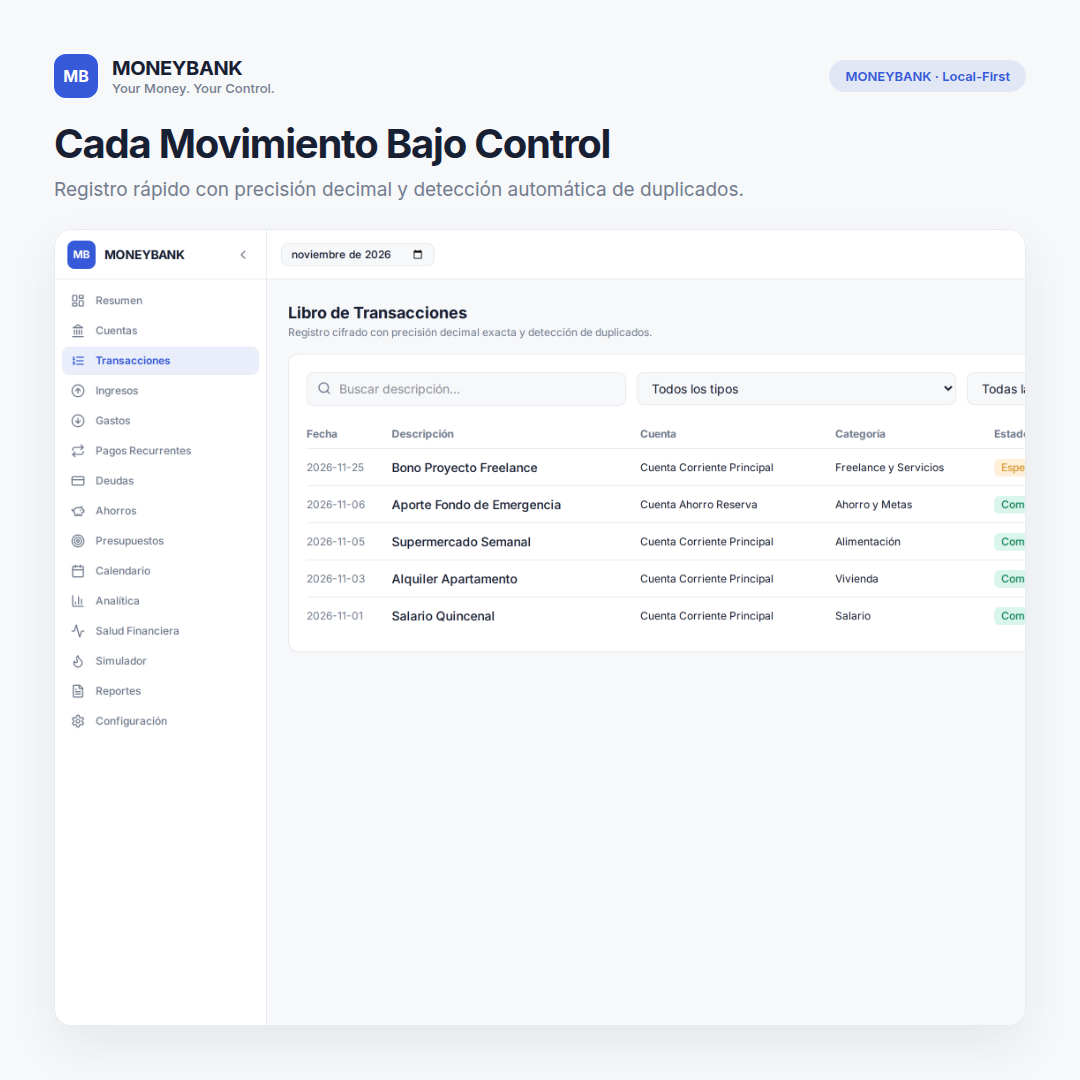 MB
MONEYBANK
Your Money. Your Control.
MONEYBANK · Local-First
Cada Movimiento Bajo Control
Registro rápido con precisión decimal y detección automática de duplicados.
MB MONEYBANK
noviembre de 2026
Resumen
Cuentas
Transacciones
Ingresos
Gastos
Pagos Recurrentes
Deudas
Ahorros
Presupuestos
Calendario
Analítica
Salud Financiera
Simulador
Reportes
Configuración
Libro de Transacciones
Registro cifrado con precisión decimal exacta y detección de duplicados.
Buscar descripción... Todos los tipos Todas
Fecha Descripción Cuenta Categoría
2026-11-25 Bono Proyecto Freelance Cuenta Corriente Principal Freelance y Servicios
2026-11-06 Aporte Fondo de Emergencia Cuenta Ahorro Reserva Ahorro y Metas
2026-11-05 Supermercado Semanal Cuenta Corriente Principal Alimentación
2026-11-03 Alquiler Apartamento Cuenta Corriente Principal Vivienda
2026-11-01 Salario Quincenal Cuenta Corriente Principal Salario